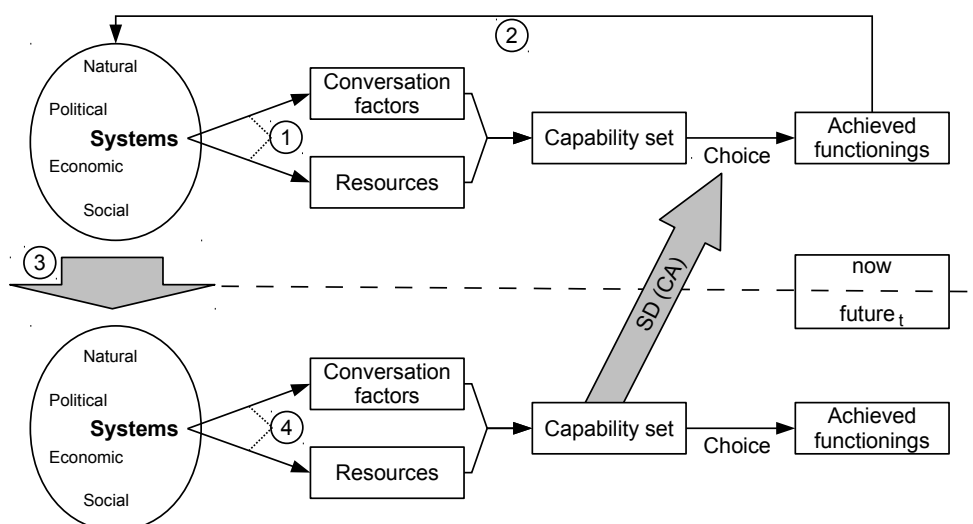 2
Natural
Political
Systems
Economic
Social
1
Conversation
factors
Resources
Capability set
Choice
Achieved
functionings
3
SD (CA)
now
future t
Natural
Political
Systems
Economic
Social
4
Conversation
factors
Resources
Capability set
Choice
Achieved
functionings